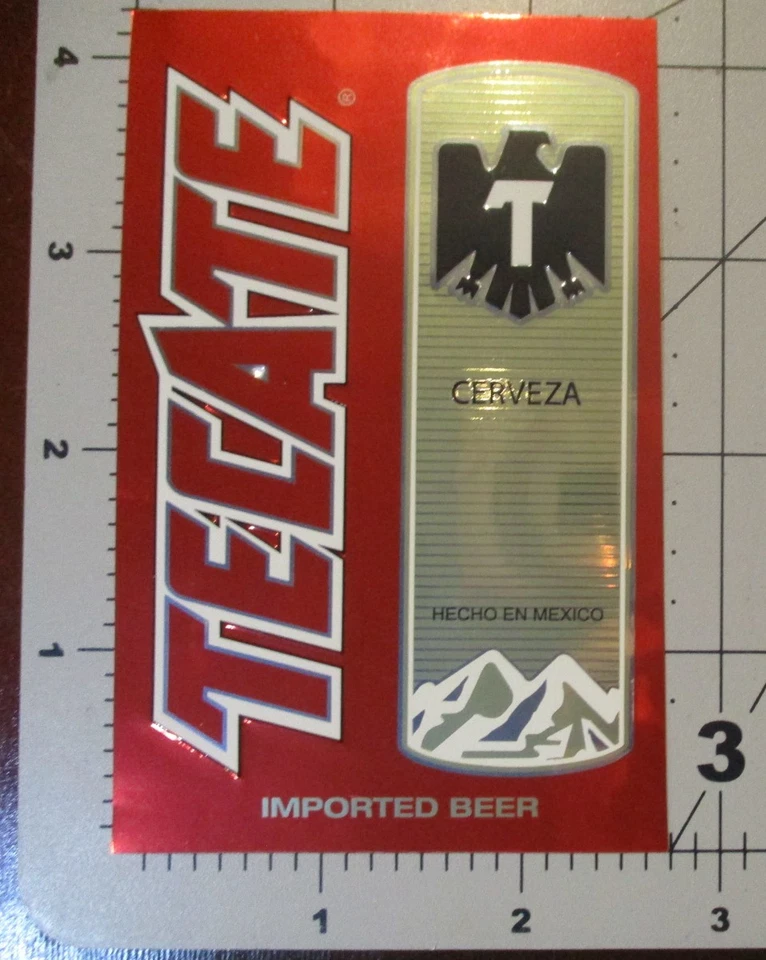 TECATE
®
T
CERVEZA
HECHO EN MEXICO
IMPORTED BEER
4
3
2
1
1
2
3
3